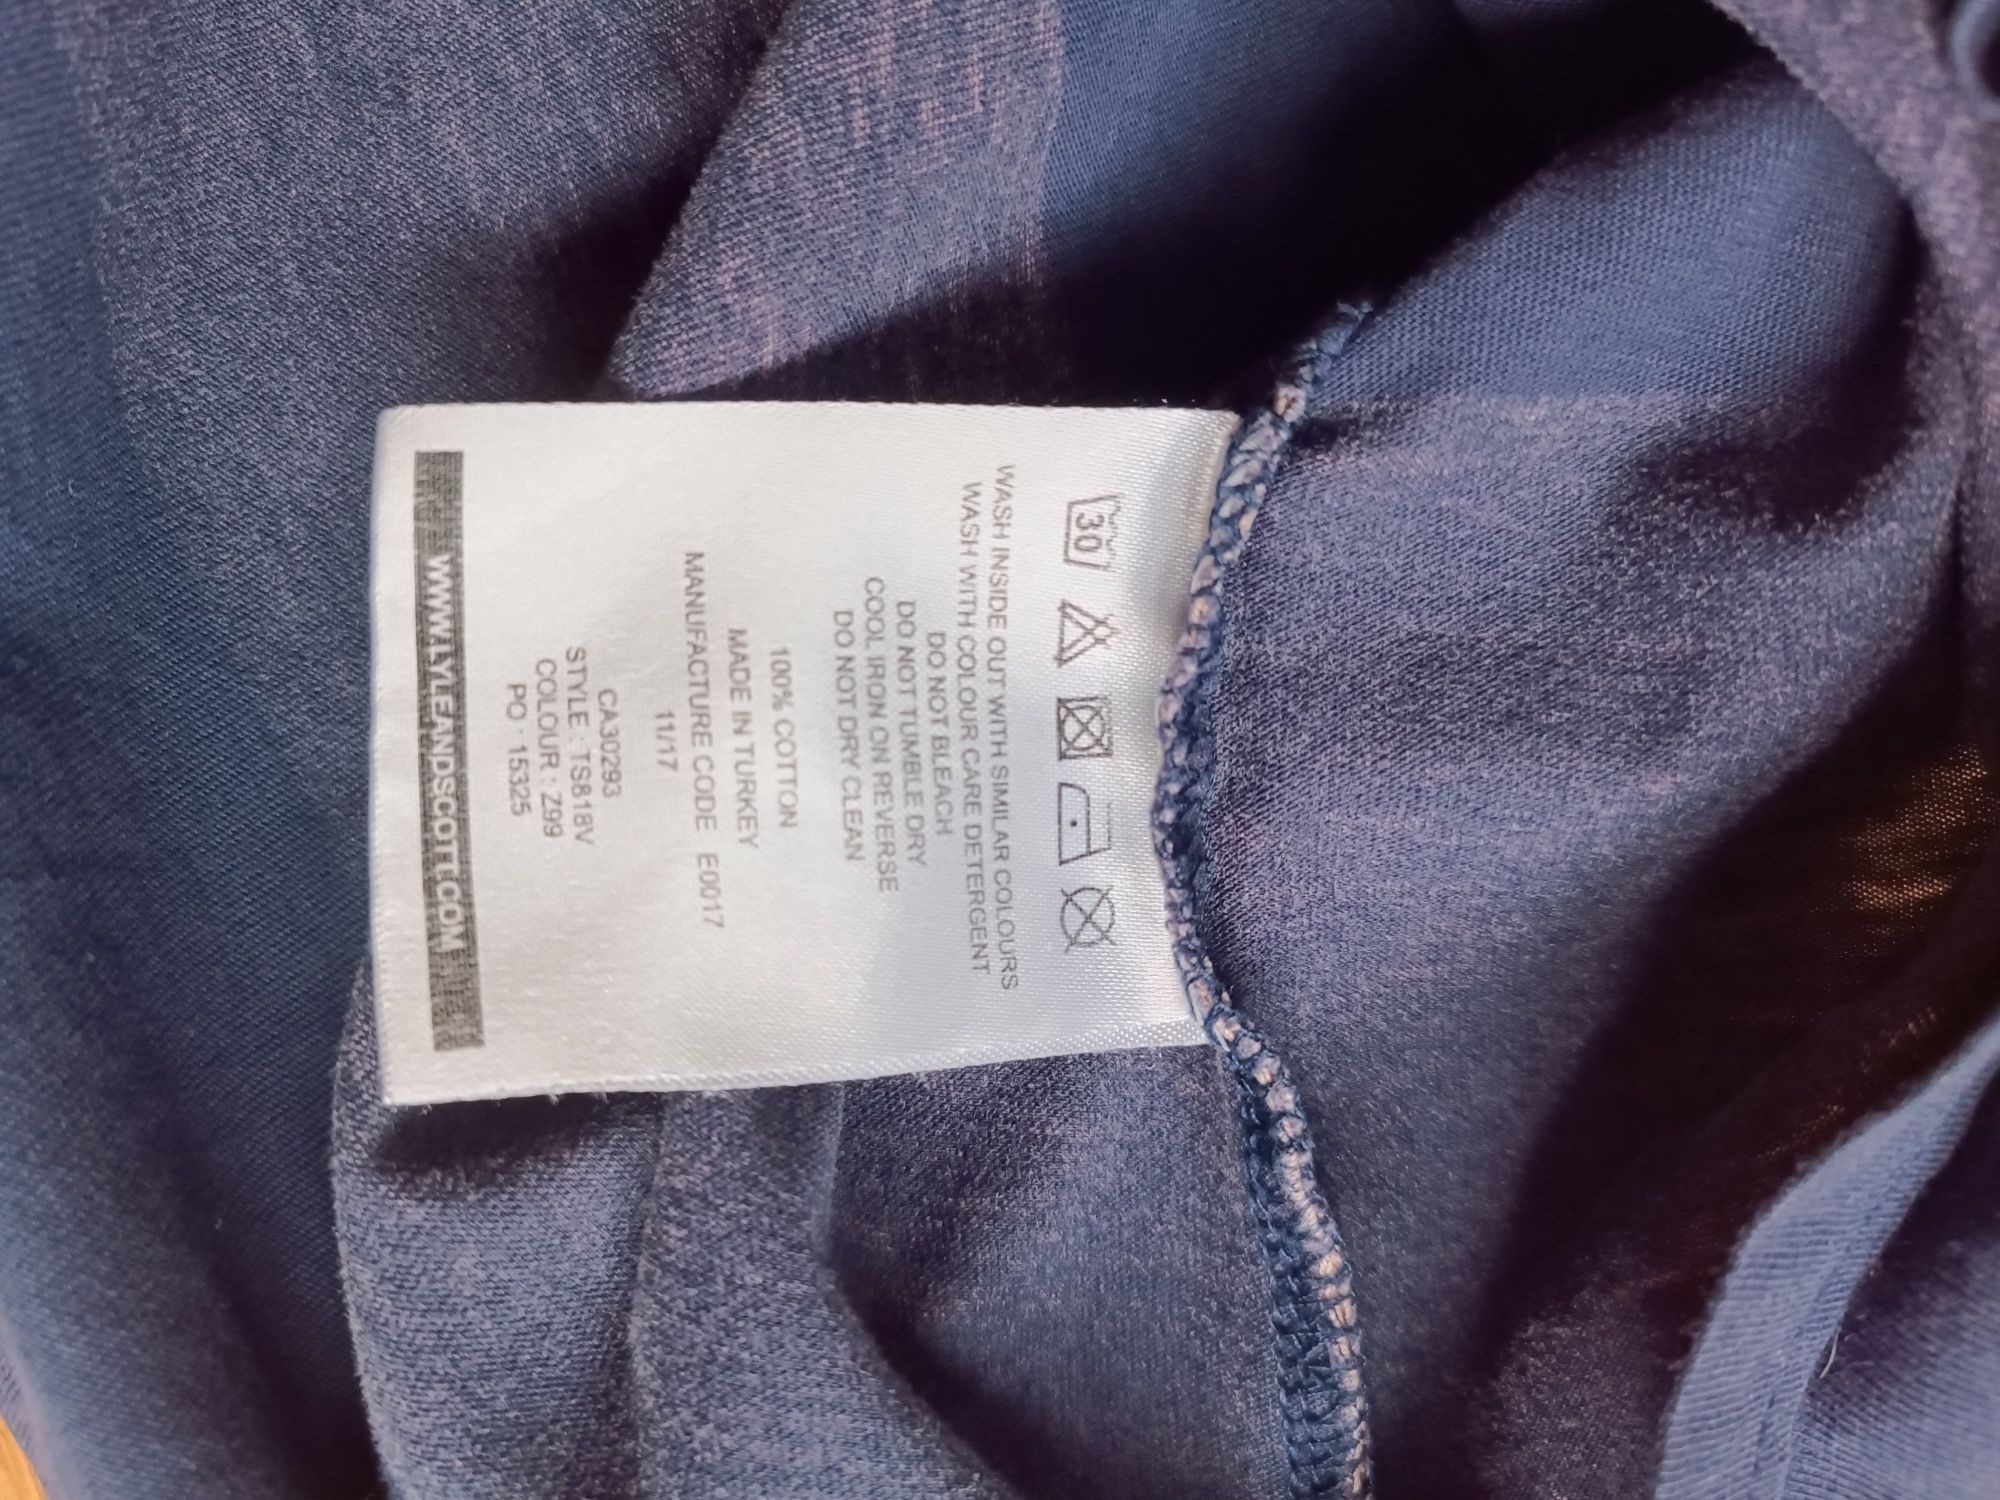 30
WASH INSIDE OUT WITH SIMILAR COLOURS
WASH WITH COLOUR CARE DETERGENT
DO NOT BLEACH
DO NOT TUMBLE DRY
COOL IRON ON REVERSE
DO NOT DRY CLEAN
100% COTTON
MADE IN TURKEY
MANUFACTURE CODE E0017
11/17
CA30293
STYLE : TS818V
COLOUR : Z99
PO : 15325
WWW.LYLEANDSCOTT.COM